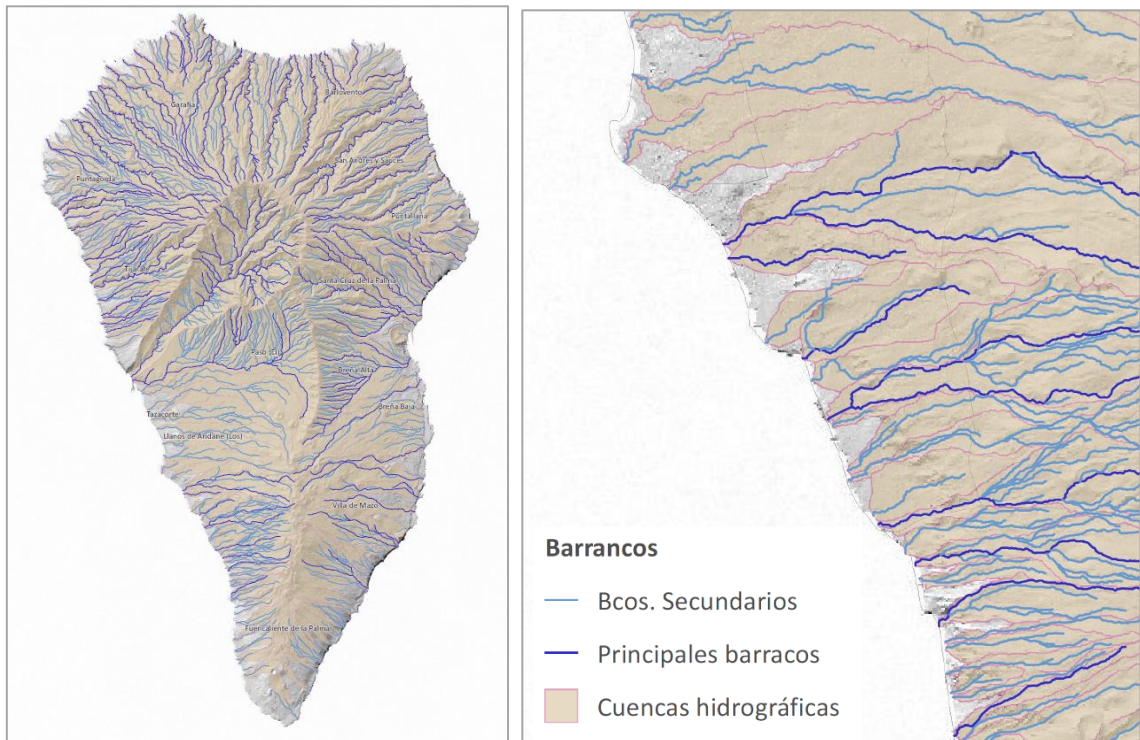 Garafía
Barlovento
San Andrés y Sauces
Puntagorda
Puntallana
Tijarafe
Santa Cruz de la Palma
Paso (El)
Breña Alta
Breña Baja
Tazacorte
Llanos de Aridane (Los)
Villa de Mazo
Fuencaliente de la Palma
Barrancos
Bcos. Secundarios
Principales barracos
Cuencas hidrográficas